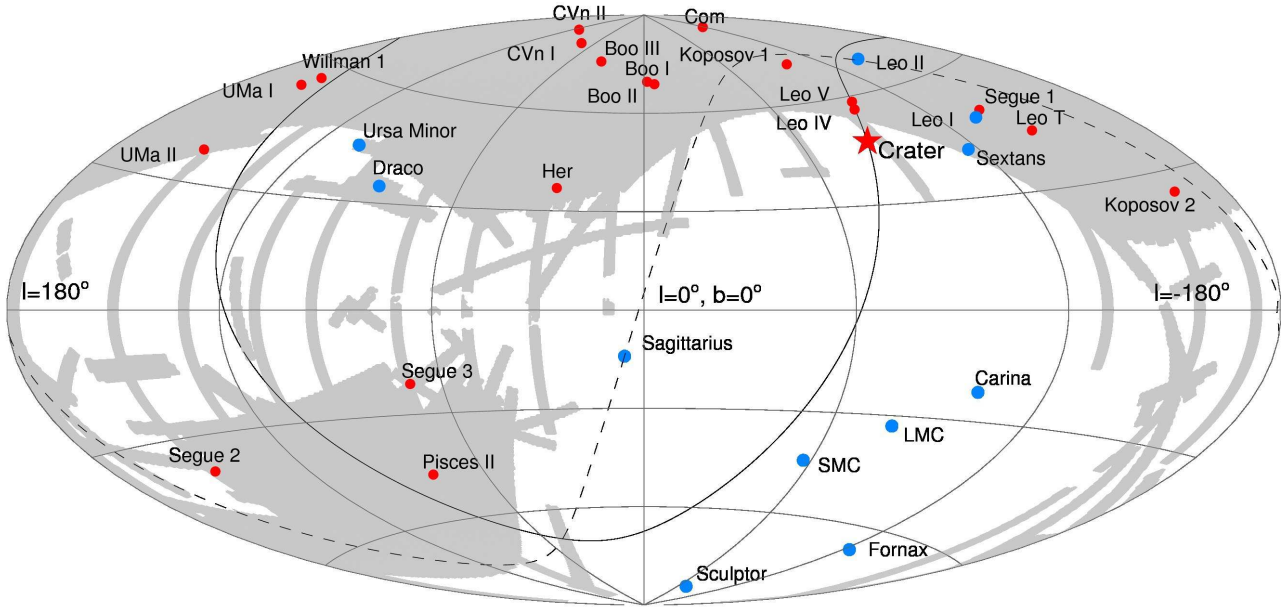 CVn II
Com
CVn I
Boo III
Koposov 1
Willman 1
Boo I
Leo II
UMa I
Boo II
Leo V
Segue 1
Leo I
Leo T
Leo IV
Ursa Minor
Crater
UMa II
Sextans
Draco
Her
Koposov 2
l=180°
l=0°, b=0°
l=-180°
Sagittarius
Segue 3
Carina
LMC
Segue 2
Pisces II
SMC
Fornax
Sculptor